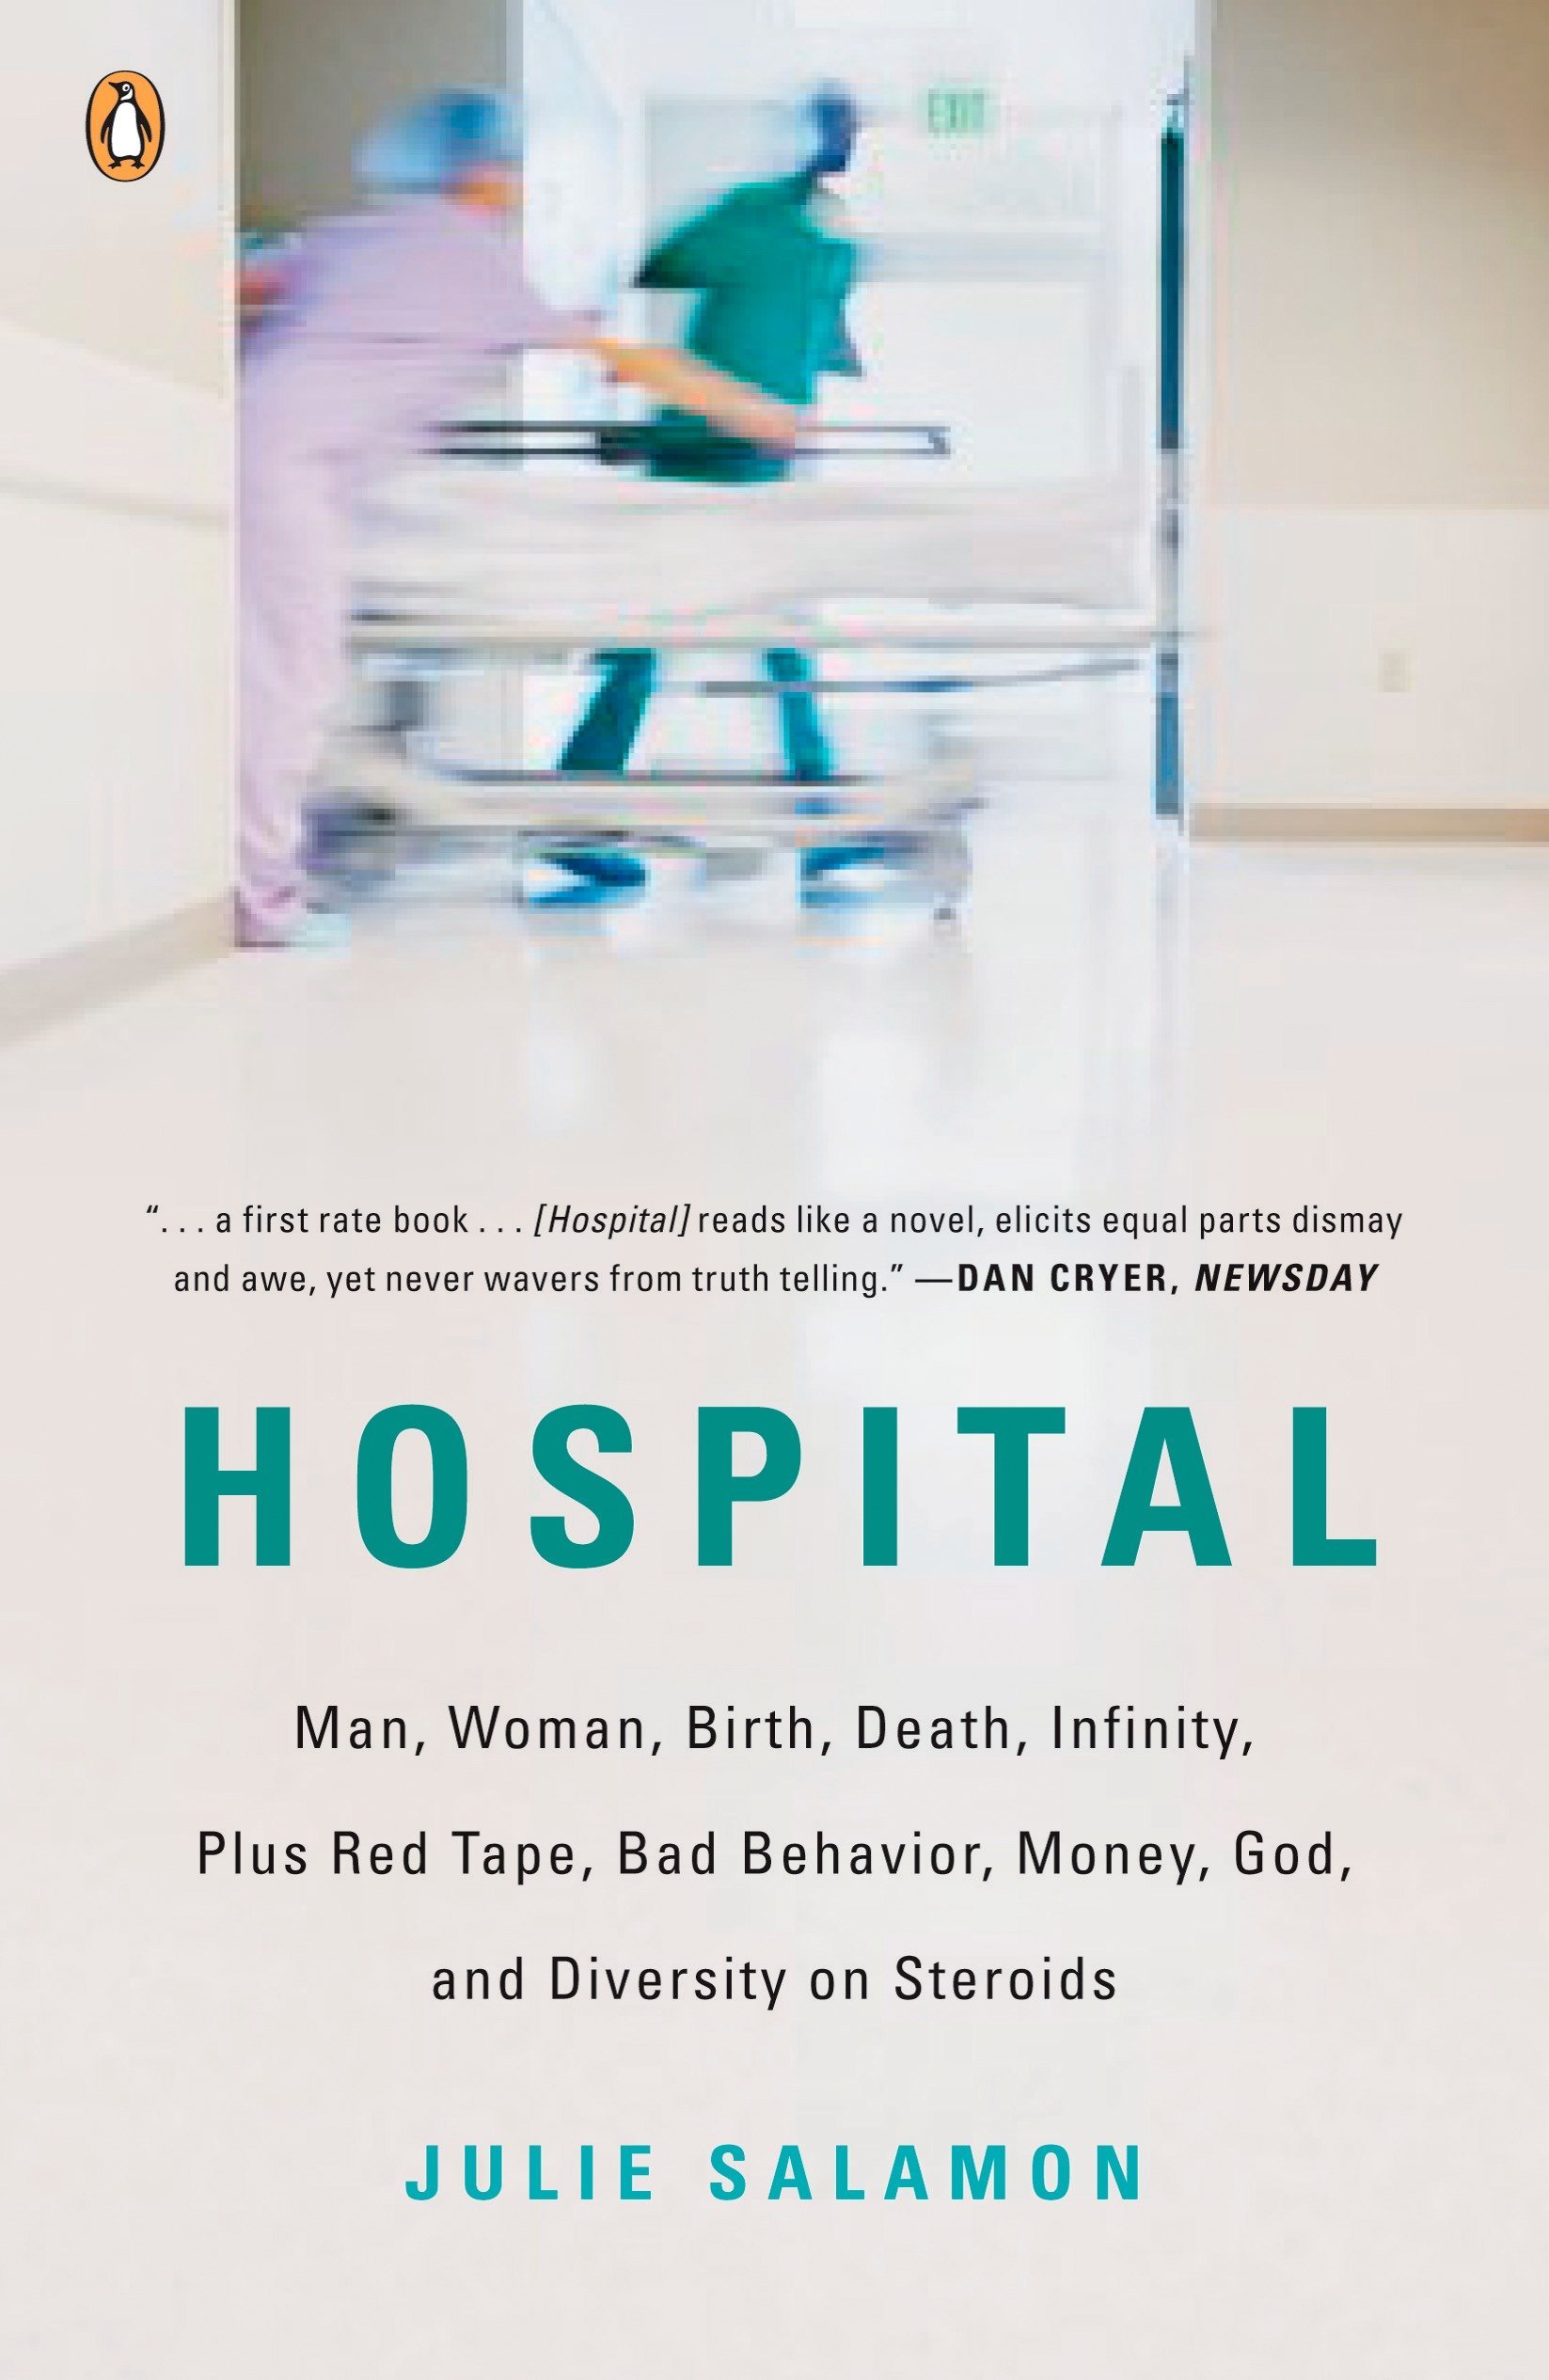 EXIT
“. . . a first rate book . . . [Hospital] reads like a novel, elicits equal parts dismay
and awe, yet never wavers from truth telling.” —DAN CRYER, NEWSDAY
HOSPITAL
Man, Woman, Birth, Death, Infinity,
Plus Red Tape, Bad Behavior, Money, God,
and Diversity on Steroids
JULIE SALAMON